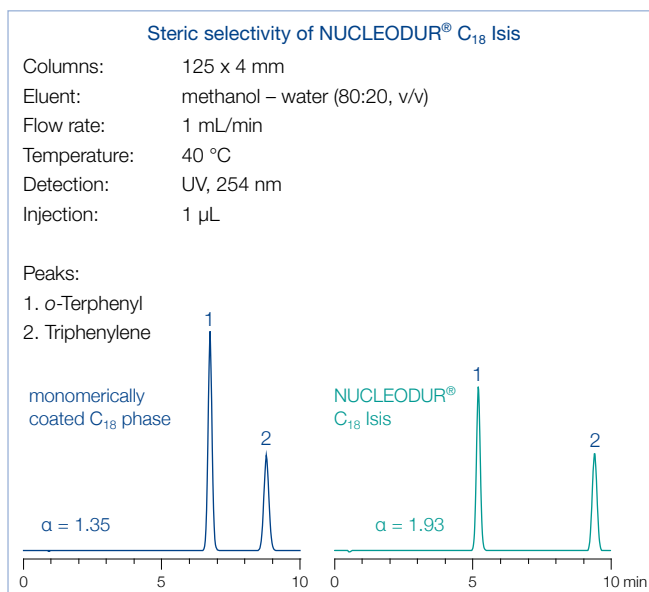 Steric selectivity of NUCLEODUR® C₁₈ Isis
Columns: 125 x 4 mm
Eluent: methanol – water (80:20, v/v)
Flow rate: 1 mL/min
Temperature: 40 °C
Detection: UV, 254 nm
Injection: 1 µL
Peaks:
1. o-Terphenyl
2. Triphenylene
monomerically
coated C₁₈ phase
1
2
α = 1.35
0 5 10
NUCLEODUR®
C₁₈ Isis
1
2
α = 1.93
0 5 10 min